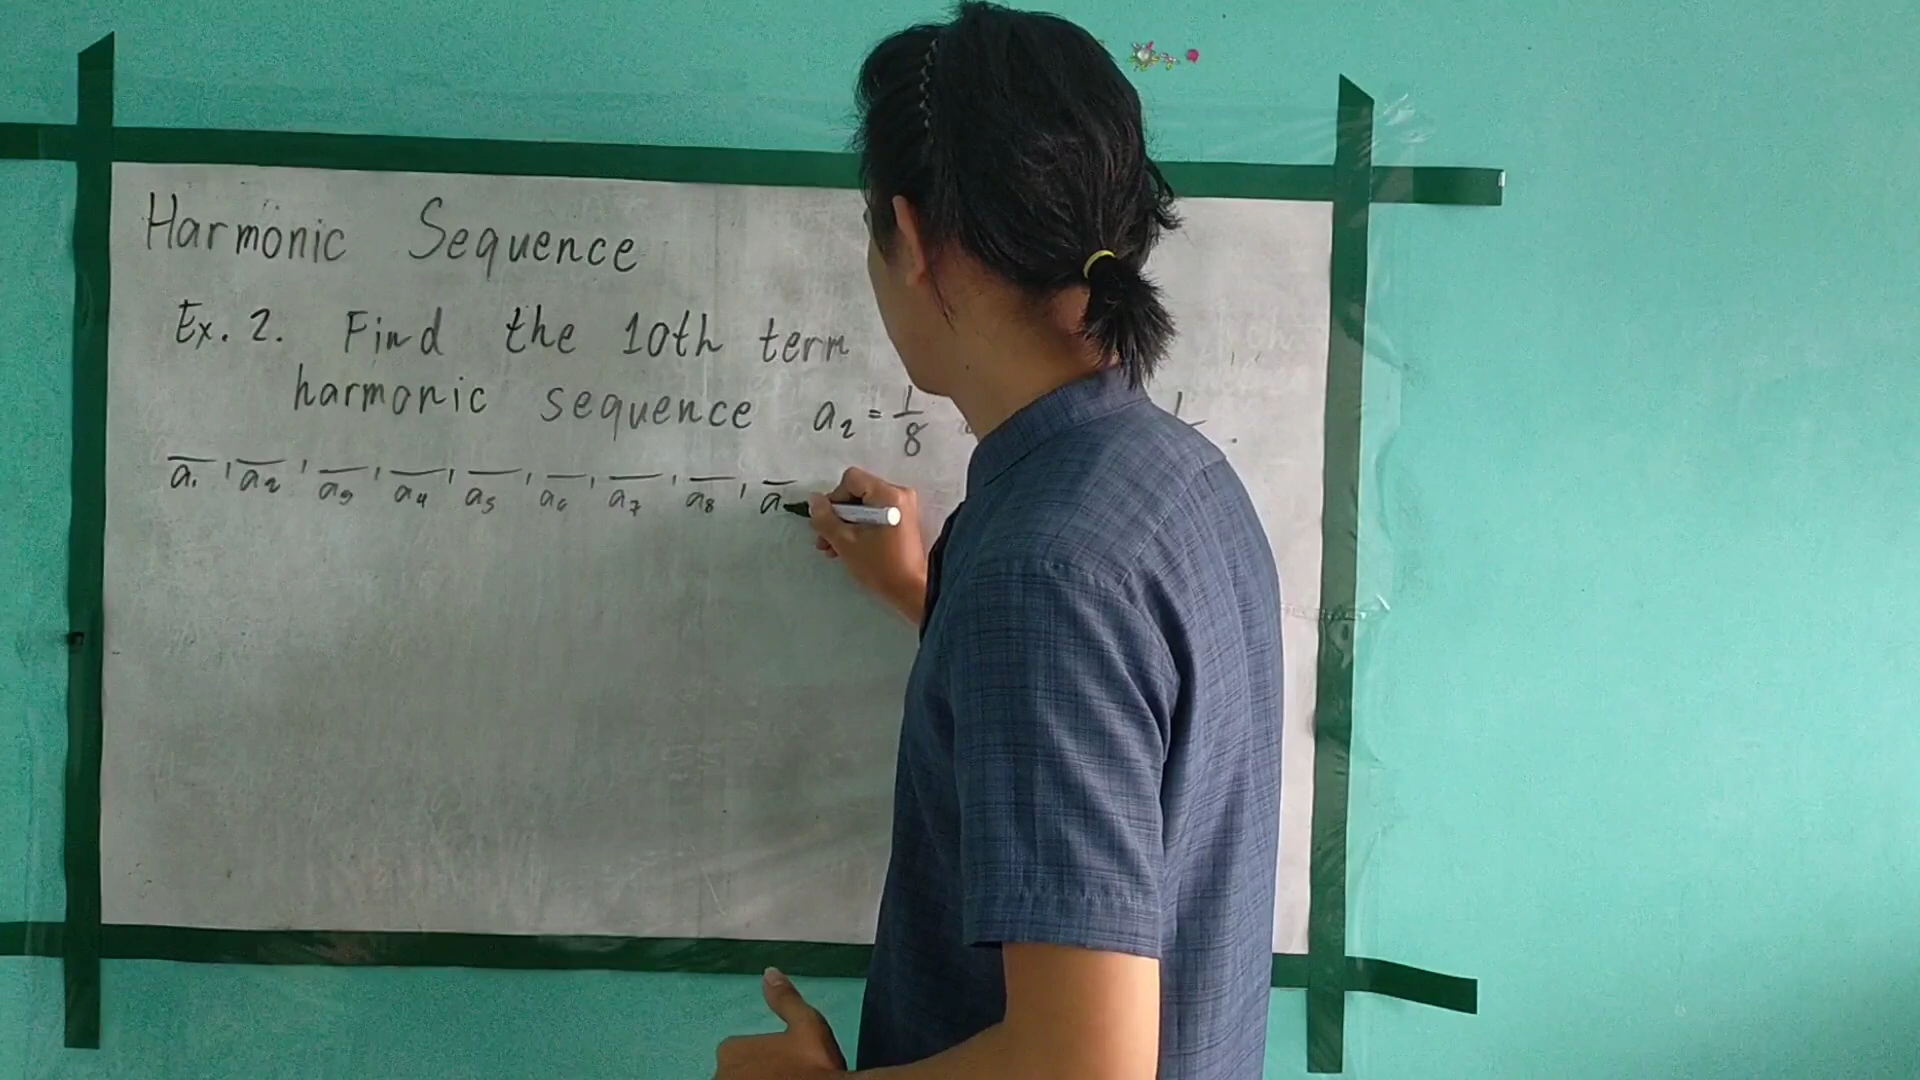 Harmonic Sequence
Ex. 2. Find the 10th term
harmonic sequence a₂ = 1/8
a₁, a₂, a₃, a₄, a₅, a₆, a₇, a₈, a